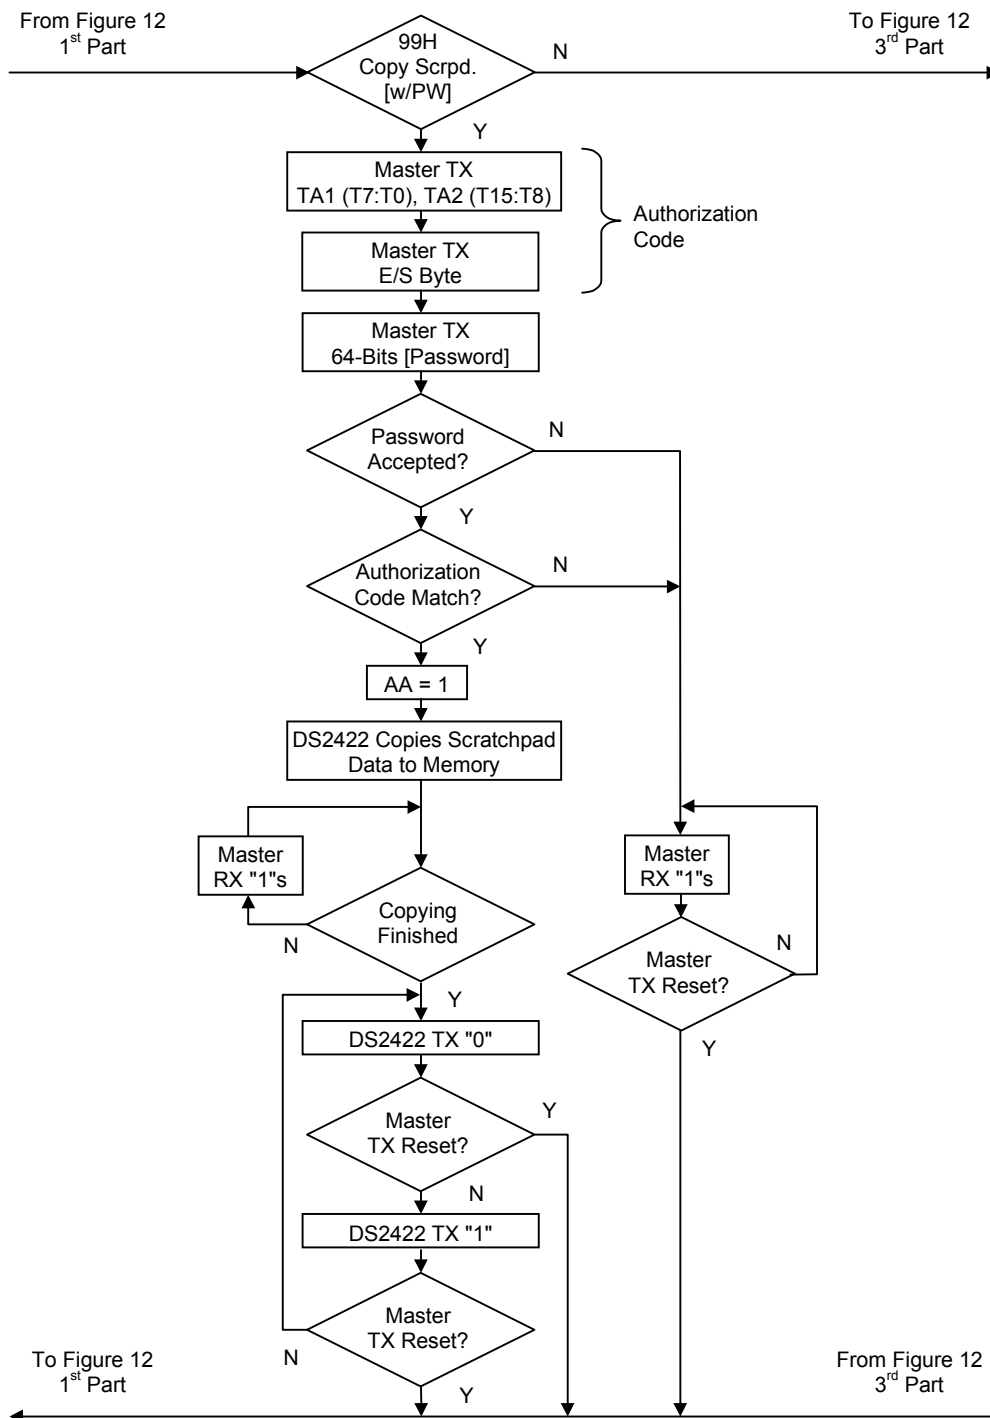 From Figure 12
1st Part
99H
Copy Scrpd.
[w/PW]
N
To Figure 12
3rd Part
Y
Master TX
TA1 (T7:T0), TA2 (T15:T8)
Authorization
Code
Master TX
E/S Byte
Master TX
64-Bits [Password]
Password
Accepted?
N
Y
Authorization
Code Match?
N
Y
AA = 1
DS2422 Copies Scratchpad
Data to Memory
Master
RX "1"s
Copying
Finished
N
Y
Master
RX "1"s
Master
TX Reset?
N
Y
DS2422 TX "0"
Master
TX Reset?
Y
N
DS2422 TX "1"
Master
TX Reset?
N
Y
To Figure 12
1st Part
From Figure 12
3rd Part